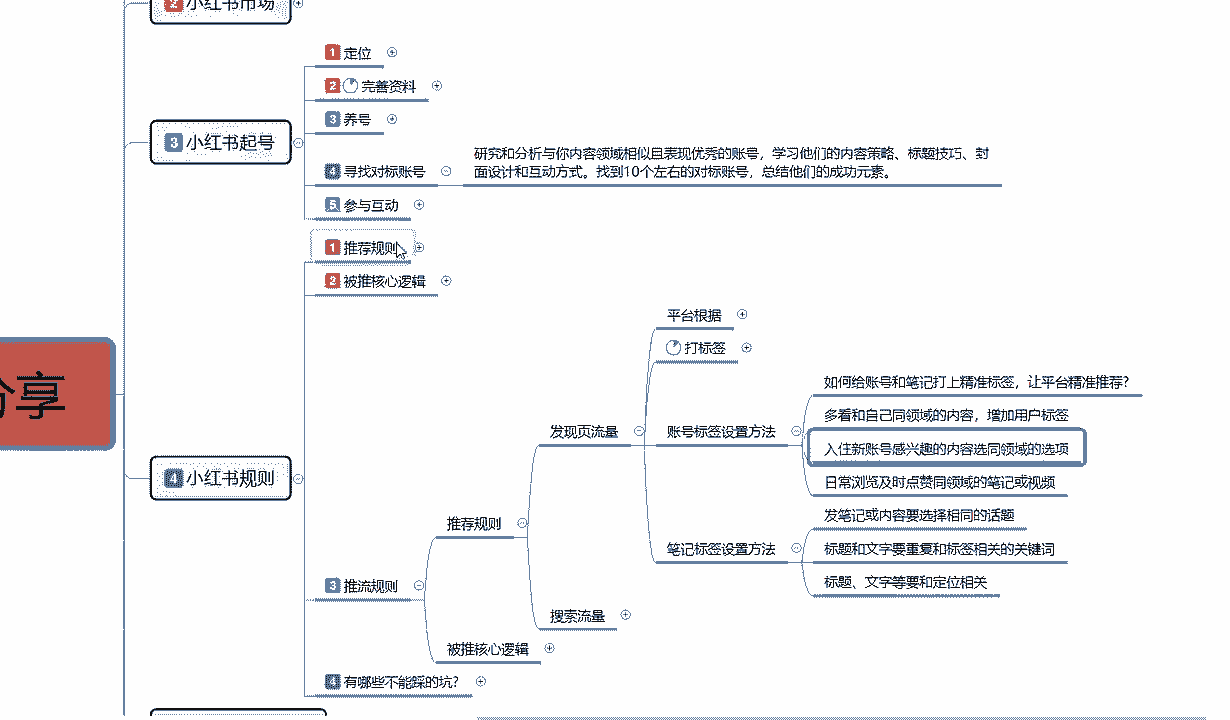 2 小红书市场
1 定位
2 完善资料
3 小红书起号
3 养号
研究和分析与你内容领域相似且表现优秀的账号，学习他们的内容策略、标题技巧、封
面设计和互动方式。找到10个左右的对标账号，总结他们的成功元素。
4 寻找对标账号
5 参与互动
1 推荐规则
2 被推核心逻辑
平台根据
打标签
分享
如何给账号和笔记打上精准标签，让平台精准推荐？
多看和自己同领域的内容，增加用户标签
发现页流量
账号标签设置方法
入住新账号感兴趣的内容选同领域的选项
4 小红书规则
日常浏览及时点赞同领域的笔记或视频
推荐规则
发笔记或内容要选择相同的话题
笔记标签设置方法
标题和文字要重复和标签相关的关键词
3 推流规则
标题、文字等要和定位相关
搜索流量
被推核心逻辑
4 有哪些不能踩的坑？